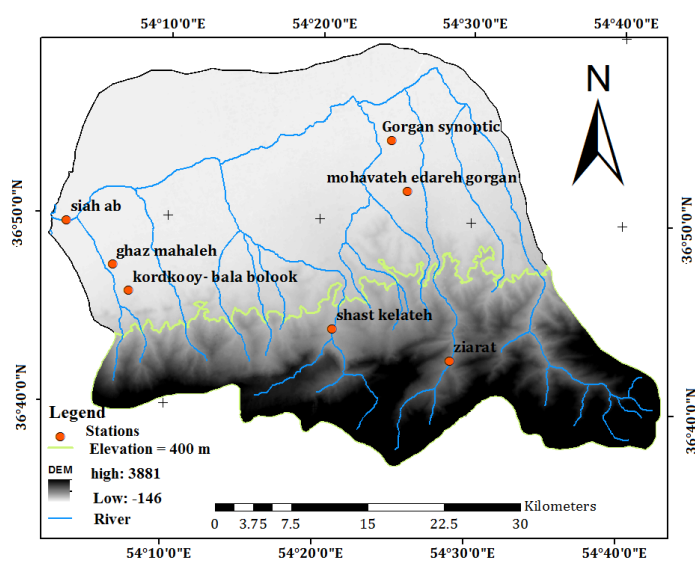 54°10'0"E 54°20'0"E 54°30'0"E 54°40'0"E
N
Gorgan synoptic
mohavateh edareh gorgan
36°50'0"N
siah ab
36°50'0"N
ghaz mahaleh
kordkooy- bala bolook
shast kelateh
ziarat
36°40'0"N
36°40'0"N
Legend
Stations
Elevation = 400 m
DEM
high: 3881
Low: -146
River
Kilometers
0 3.75 7.5 15 22.5 30
54°10'0"E 54°20'0"E 54°30'0"E 54°40'0"E